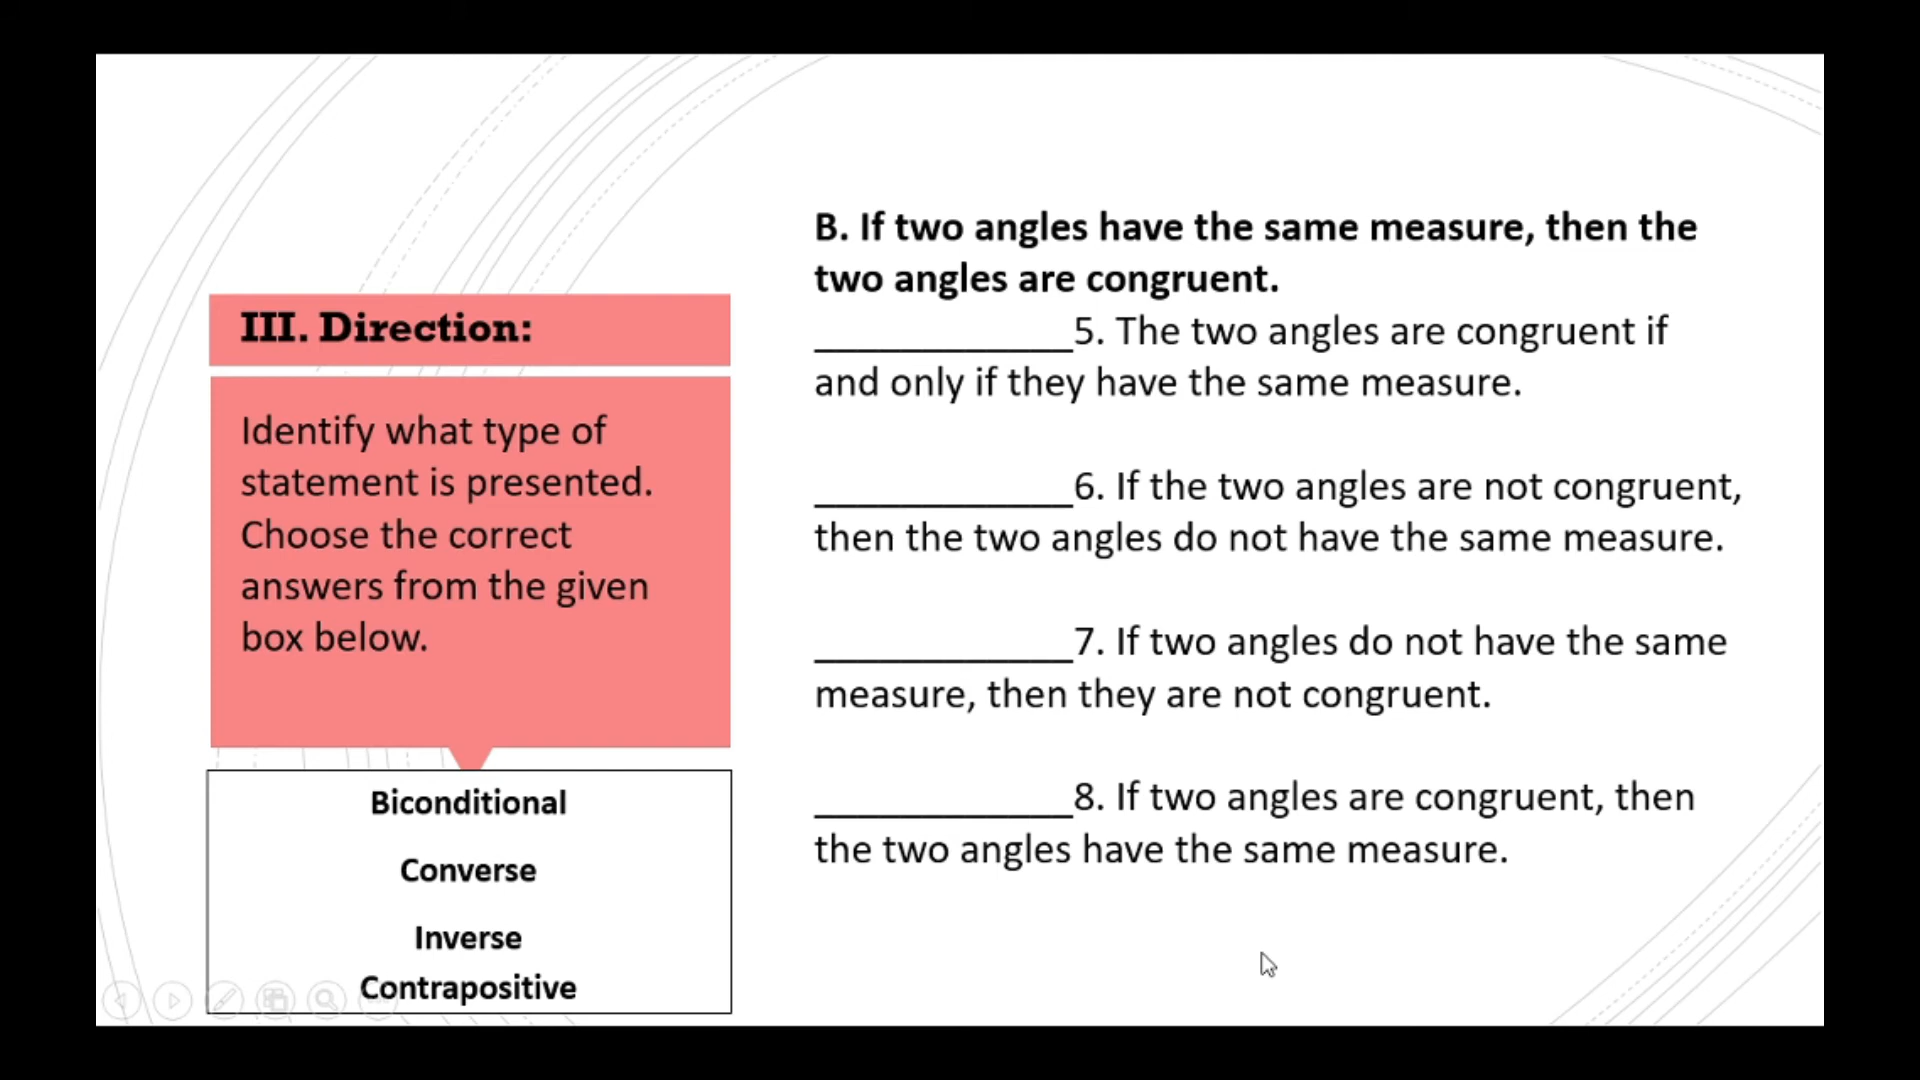 III. Direction:
Identify what type of
statement is presented.
Choose the correct
answers from the given
box below.
Biconditional
Converse
Inverse
Contrapositive
B. If two angles have the same measure, then the
two angles are congruent.
____________5. The two angles are congruent if
and only if they have the same measure.
____________6. If the two angles are not congruent,
then the two angles do not have the same measure.
____________7. If two angles do not have the same
measure, then they are not congruent.
____________8. If two angles are congruent, then
the two angles have the same measure.